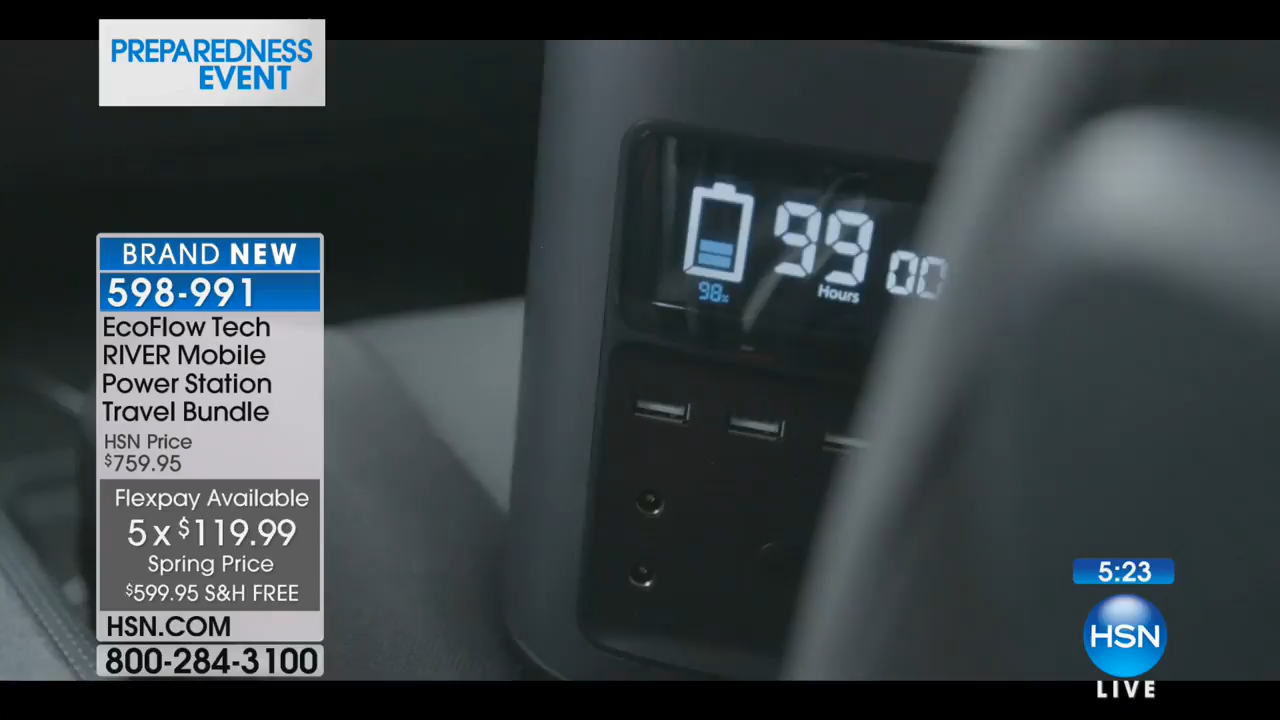 PREPAREDNESS
EVENT
BRAND NEW
598-991
EcoFlow Tech
RIVER Mobile
Power Station
Travel Bundle
HSN Price
$759.95
Flexpay Available
5 x $119.99
Spring Price
$599.95 S&H FREE
HSN.COM
800-284-3100
99 00
98%
Hours
5:23
HSN
LIVE